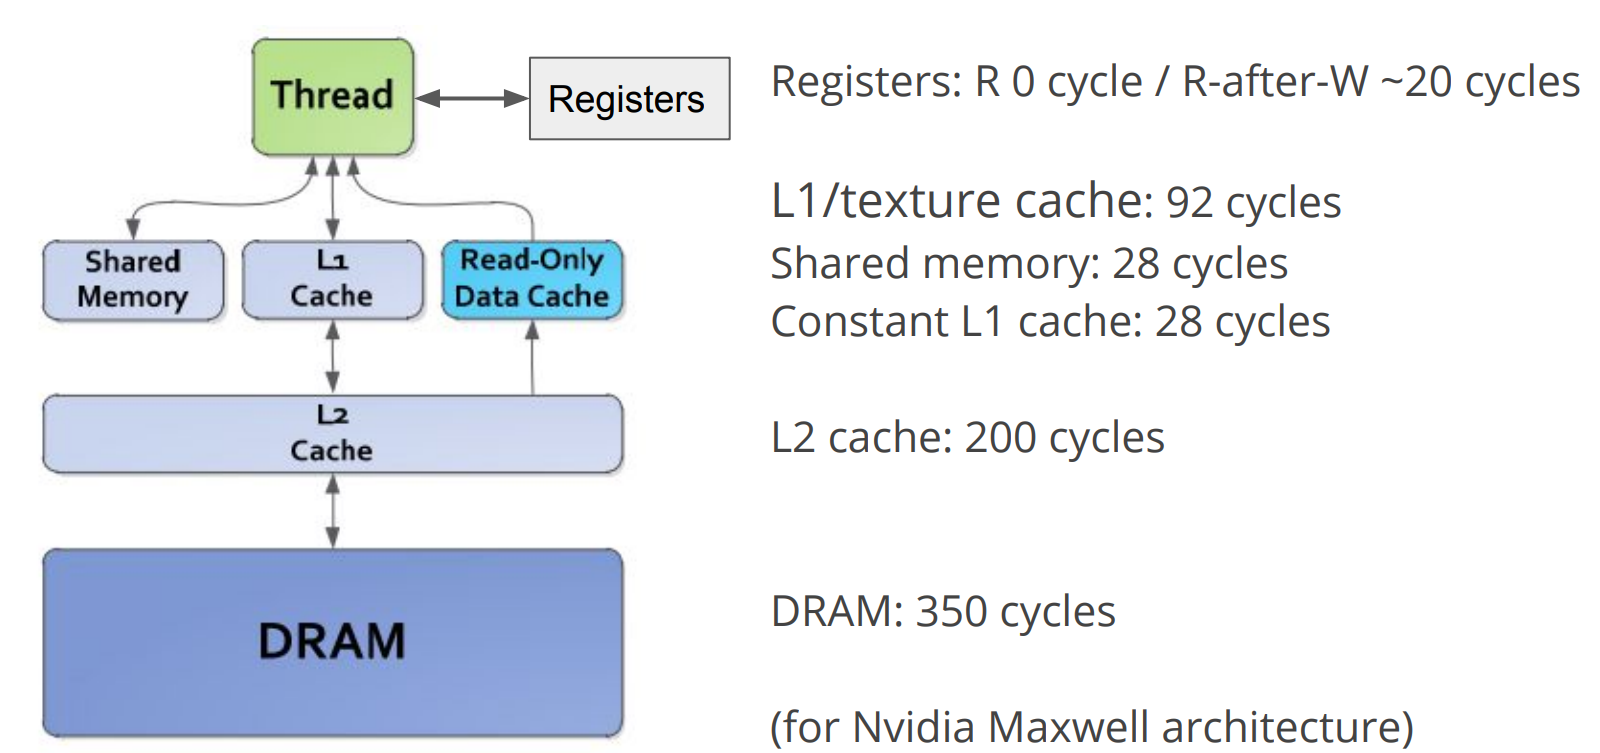 Thread
Registers
Registers: R 0 cycle / R-after-W ~20 cycles
Shared
Memory
L1
Cache
Read-Only
Data Cache
L1/texture cache: 92 cycles
Shared memory: 28 cycles
Constant L1 cache: 28 cycles
L2
Cache
L2 cache: 200 cycles
DRAM
DRAM: 350 cycles
(for Nvidia Maxwell architecture)